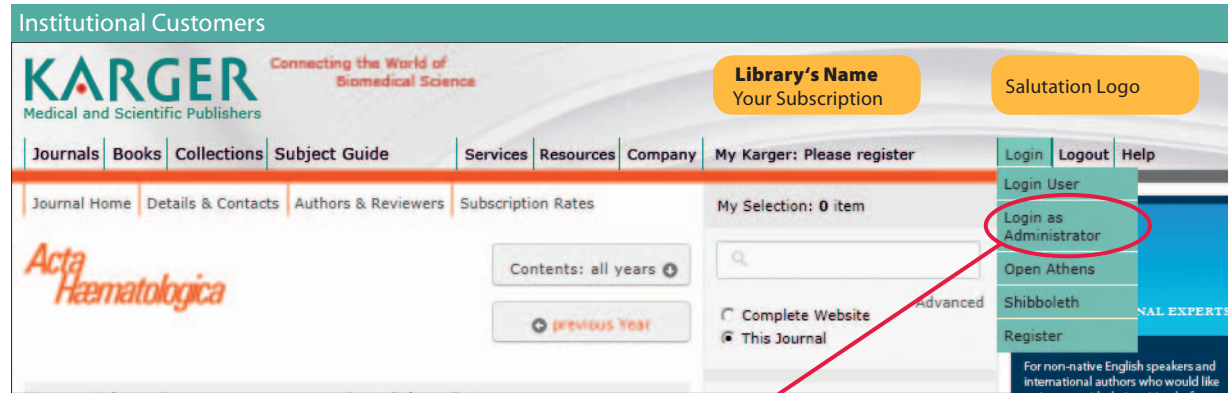 Institutional Customers
KARGER
Medical and Scientific Publishers
Connecting the World of
Biomedical Science
Library's Name
Your Subscription
Salutation Logo
Journals Books Collections Subject Guide Services Resources Company My Karger: Please register Login Logout Help
Journal Home Details & Contacts Authors & Reviewers Subscription Rates
My Selection: 0 item
Login User
Login as
Administrator
Open Athens
Shibboleth
Register
Acta
Hæmatologica
Contents: all years
previous Year
Advanced
Complete Website
This Journal
NAL EXPERTS
For non-native English speakers and
international authors who would like